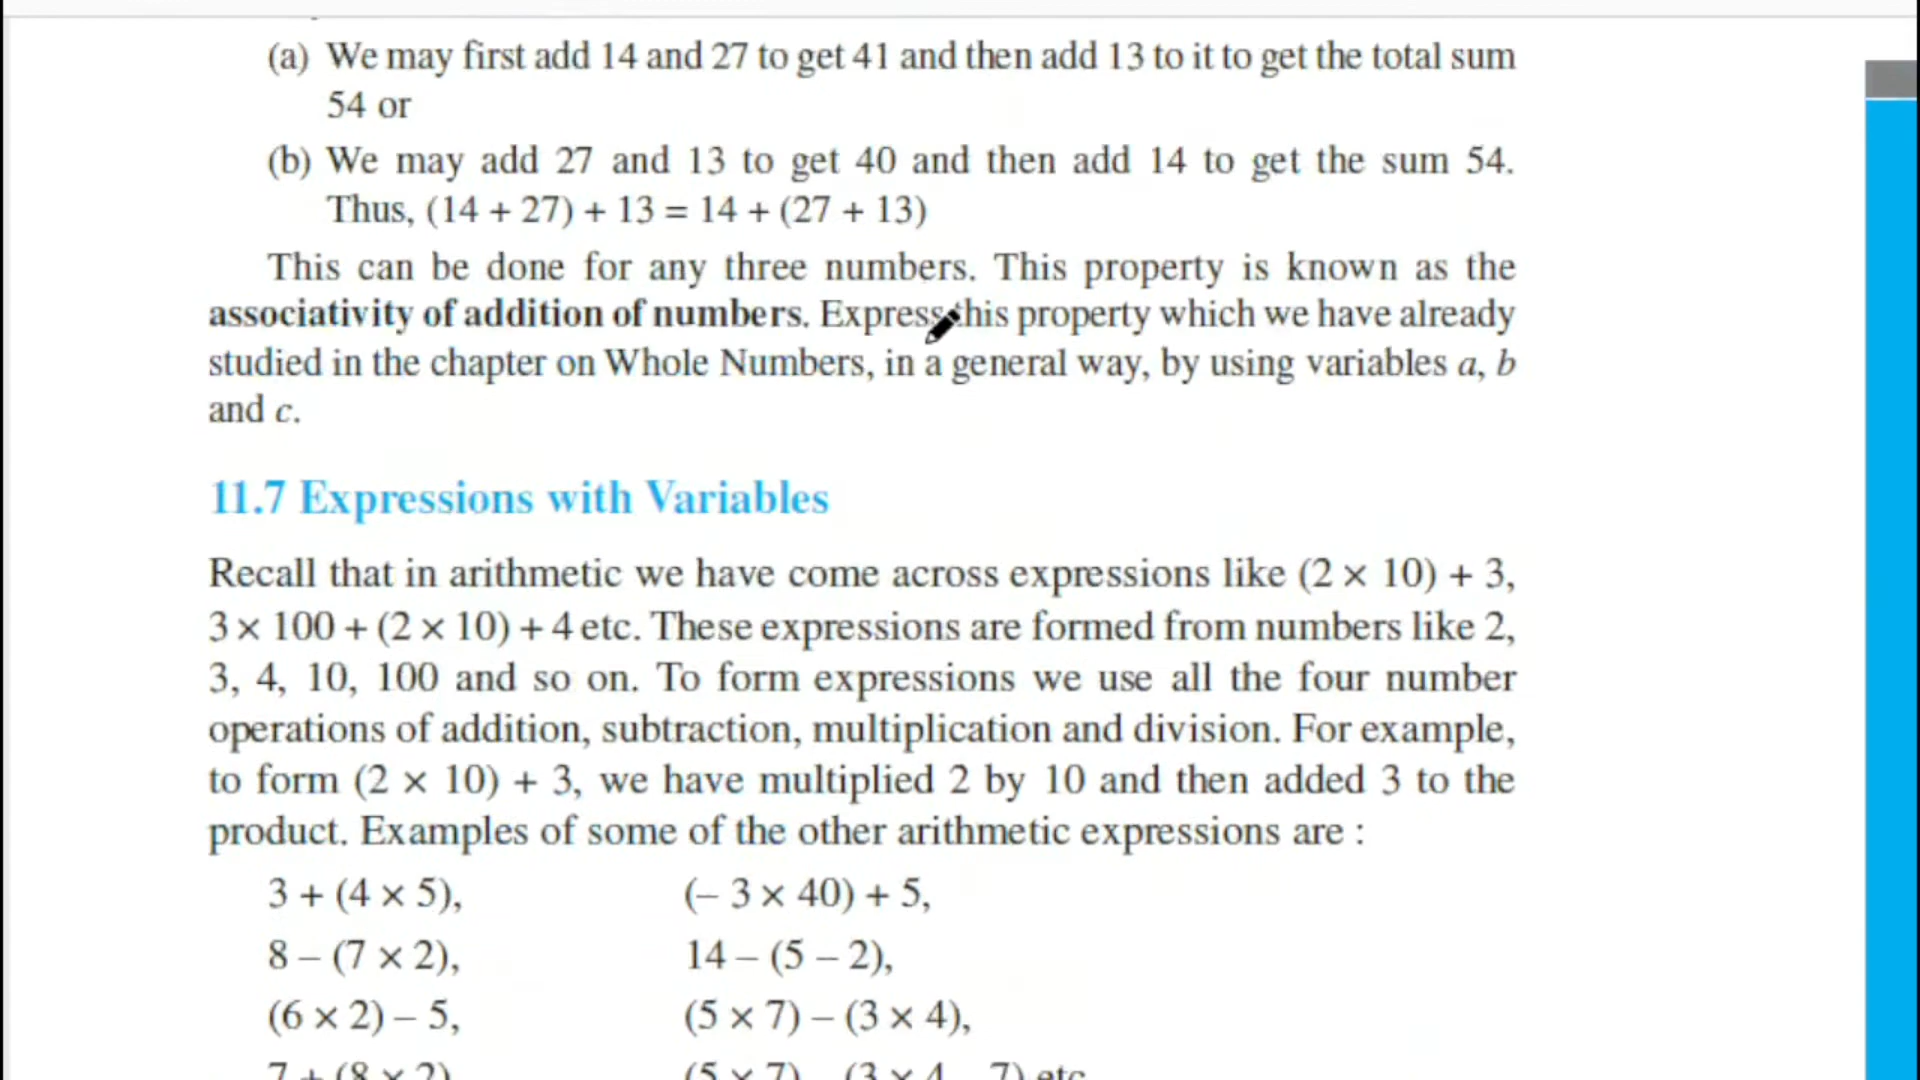 (a) We may first add 14 and 27 to get 41 and then add 13 to it to get the total sum
54 or
(b) We may add 27 and 13 to get 40 and then add 14 to get the sum 54.
Thus, (14 + 27) + 13 = 14 + (27 + 13)
This can be done for any three numbers. This property is known as the
associativity of addition of numbers. Express this property which we have already
studied in the chapter on Whole Numbers, in a general way, by using variables a, b
and c.
11.7 Expressions with Variables
Recall that in arithmetic we have come across expressions like (2 × 10) + 3,
3 × 100 + (2 × 10) + 4 etc. These expressions are formed from numbers like 2,
3, 4, 10, 100 and so on. To form expressions we use all the four number
operations of addition, subtraction, multiplication and division. For example,
to form (2 × 10) + 3, we have multiplied 2 by 10 and then added 3 to the
product. Examples of some of the other arithmetic expressions are :
3 + (4 × 5), (– 3 × 40) + 5,
8 – (7 × 2), 14 – (5 – 2),
(6 × 2) – 5, (5 × 7) – (3 × 4),
7 + (8 × 2) (5 × 7) (3 × 4 7) etc